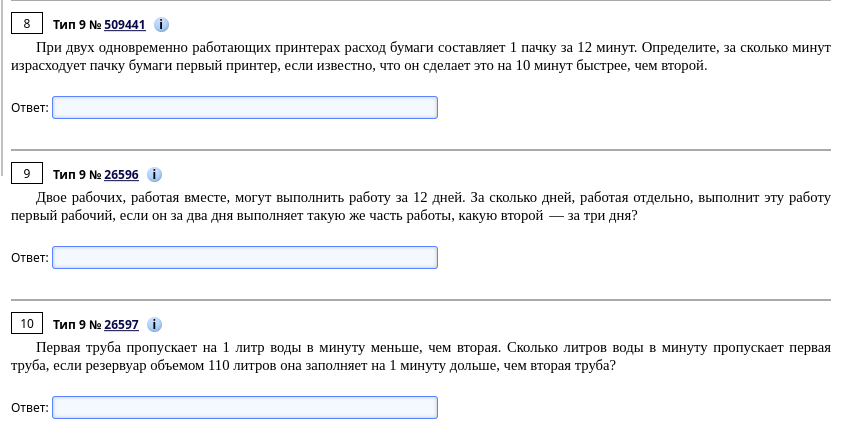 8 Тип 9 № 509441 i
При двух одновременно работающих принтерах расход бумаги составляет 1 пачку за 12 минут. Определите, за сколько минут
израсходует пачку бумаги первый принтер, если известно, что он сделает это на 10 минут быстрее, чем второй.
Ответ:
9 Тип 9 № 26596 i
Двое рабочих, работая вместе, могут выполнить работу за 12 дней. За сколько дней, работая отдельно, выполнит эту работу
первый рабочий, если он за два дня выполняет такую же часть работы, какую второй — за три дня?
Ответ:
10 Тип 9 № 26597 i
Первая труба пропускает на 1 литр воды в минуту меньше, чем вторая. Сколько литров воды в минуту пропускает первая
труба, если резервуар объемом 110 литров она заполняет на 1 минуту дольше, чем вторая труба?
Ответ: